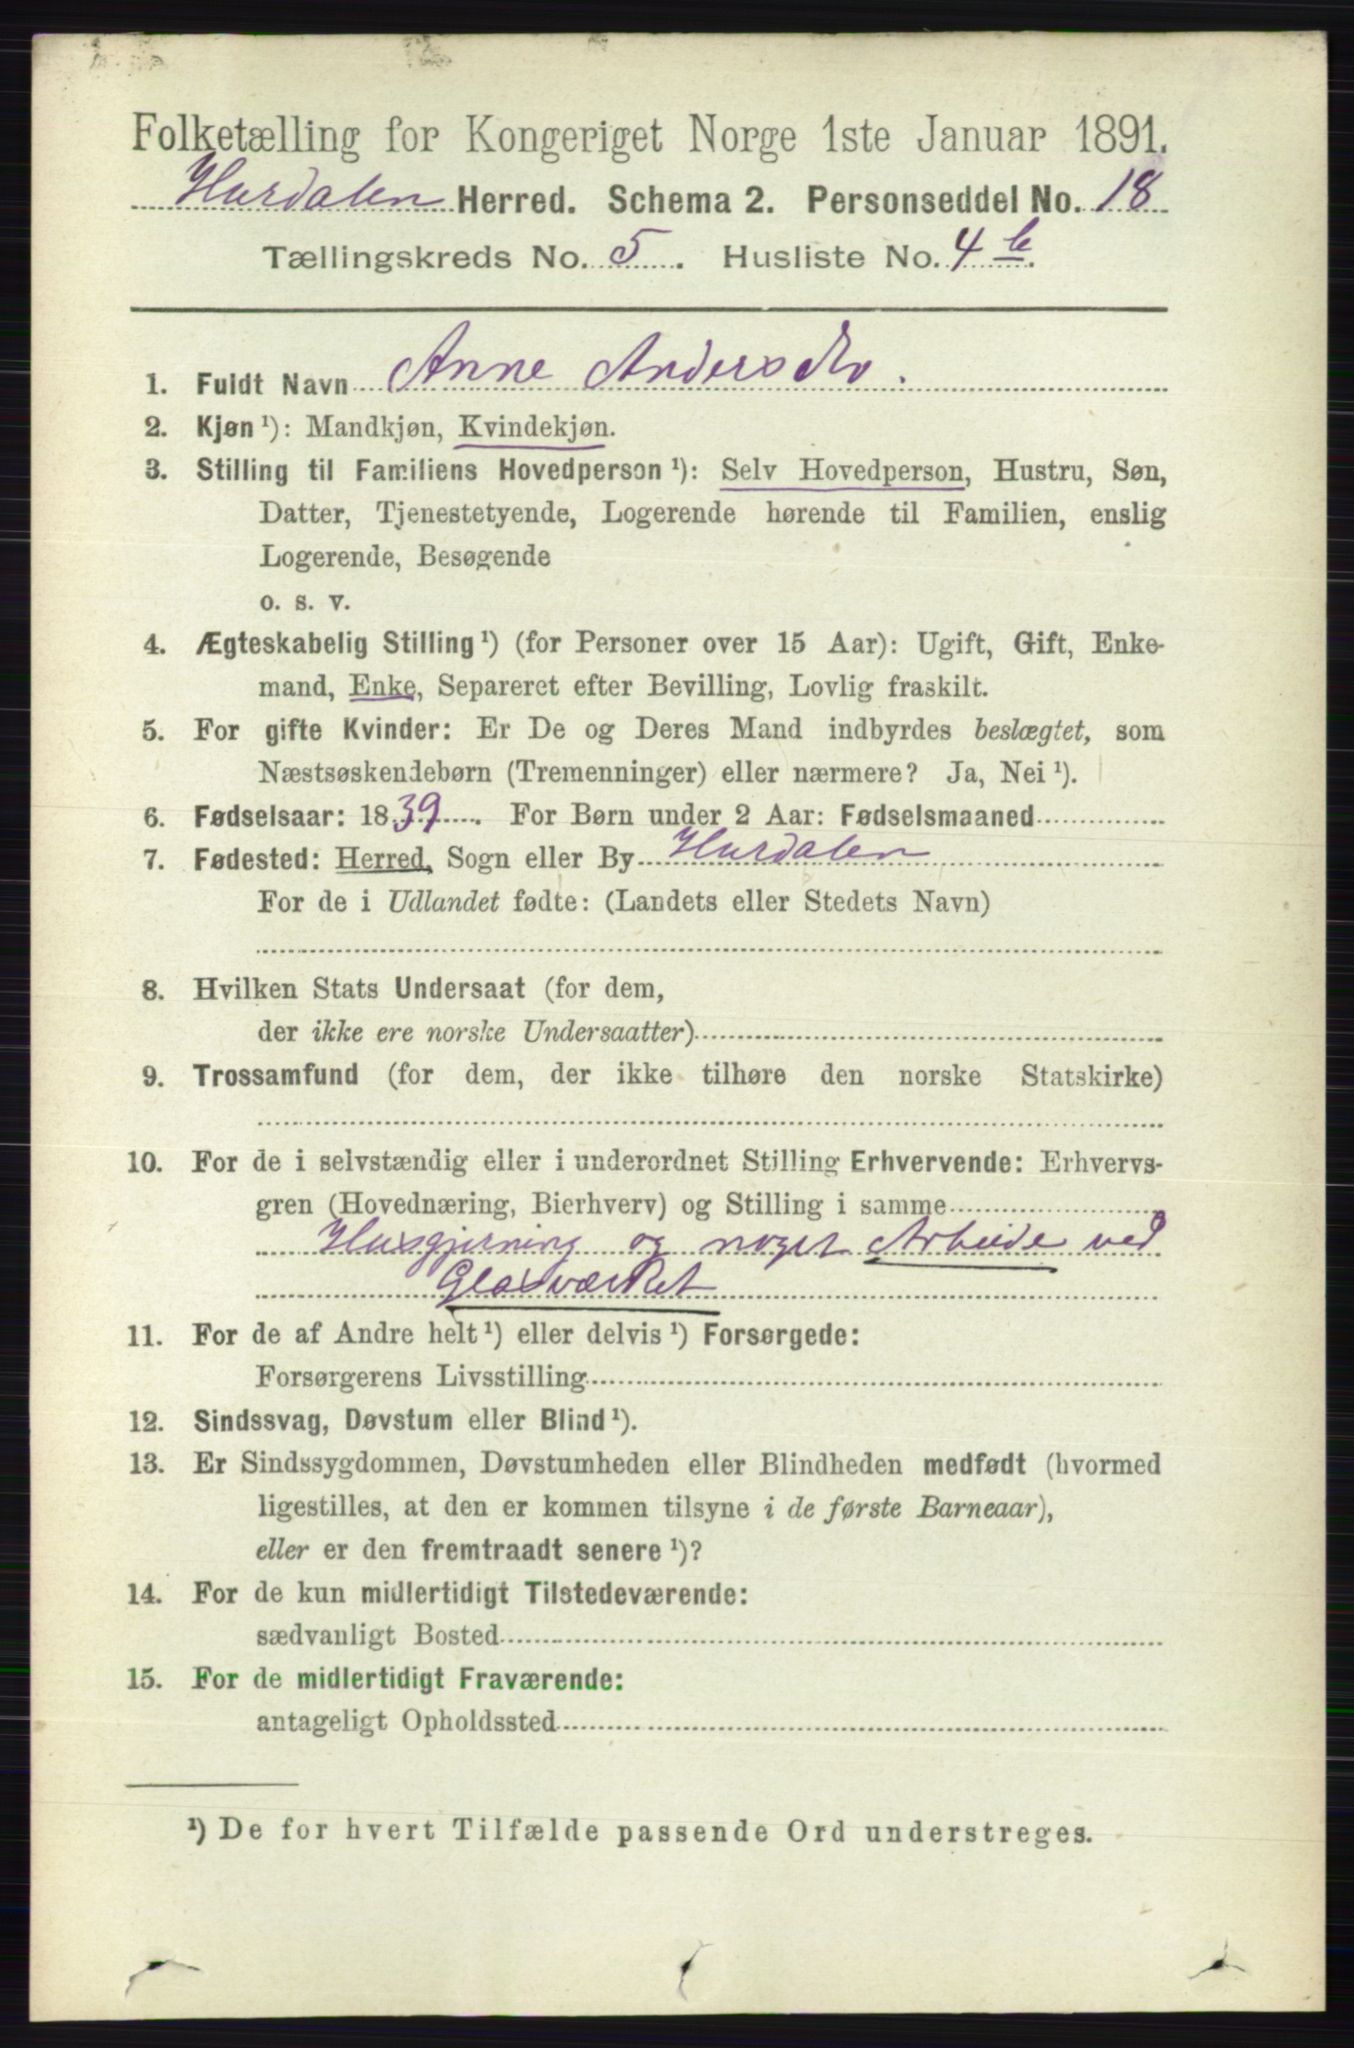 Folketælling for Kongeriget Norge 1ste Januar 1891.
Hurdalen Herred. Schema 2. Personseddel No. 18
Tællingskreds No. 5. Husliste No. 4 b.
1. Fuldt Navn Anne Andersdtr.
2. Kjøn ¹): Mandkjøn, Kvindekjøn.
3. Stilling til Familiens Hovedperson ¹): Selv Hovedperson, Hustru, Søn,
Datter, Tjenestetyende, Logerende hørende til Familien, enslig
Logerende, Besøgende
o. s. v.
4. Ægteskabelig Stilling ¹) (for Personer over 15 Aar): Ugift, Gift, Enke-
mand, Enke, Separeret efter Bevilling, Lovlig fraskilt.
5. For gifte Kvinder: Er De og Deres Mand indbyrdes beslægtet, som
Næstsøskendebørn (Tremenninger) eller nærmere? Ja, Nei ¹).
6. Fødselsaar: 1839. For Børn under 2 Aar: Fødselsmaaned
7. Fødested: Herred, Sogn eller By Hurdalen
For de i Udlandet fødte: (Landets eller Stedets Navn)
8. Hvilken Stats Undersaat (for dem,
der ikke ere norske Undersaatter)
9. Trossamfund (for dem, der ikke tilhøre den norske Statskirke)
10. For de i selvstændig eller i underordnet Stilling Erhvervende: Erhvervs-
gren (Hovednæring, Bierhverv) og Stilling i samme
Husgjerning og noget Arbeide ved
Glasværket
11. For de af Andre helt ¹) eller delvis ¹) Forsørgede:
Forsørgerens Livsstilling
12. Sindssvag, Døvstum eller Blind ¹).
13. Er Sindssygdommen, Døvstumheden eller Blindheden medfødt (hvormed
ligestilles, at den er kommen tilsyne i de første Barneaar),
eller er den fremtraadt senere ¹)?
14. For de kun midlertidigt Tilstedeværende:
sædvanligt Bosted
15. For de midlertidigt Fraværende:
antageligt Opholdssted
¹) De for hvert Tilfælde passende Ord understreges.